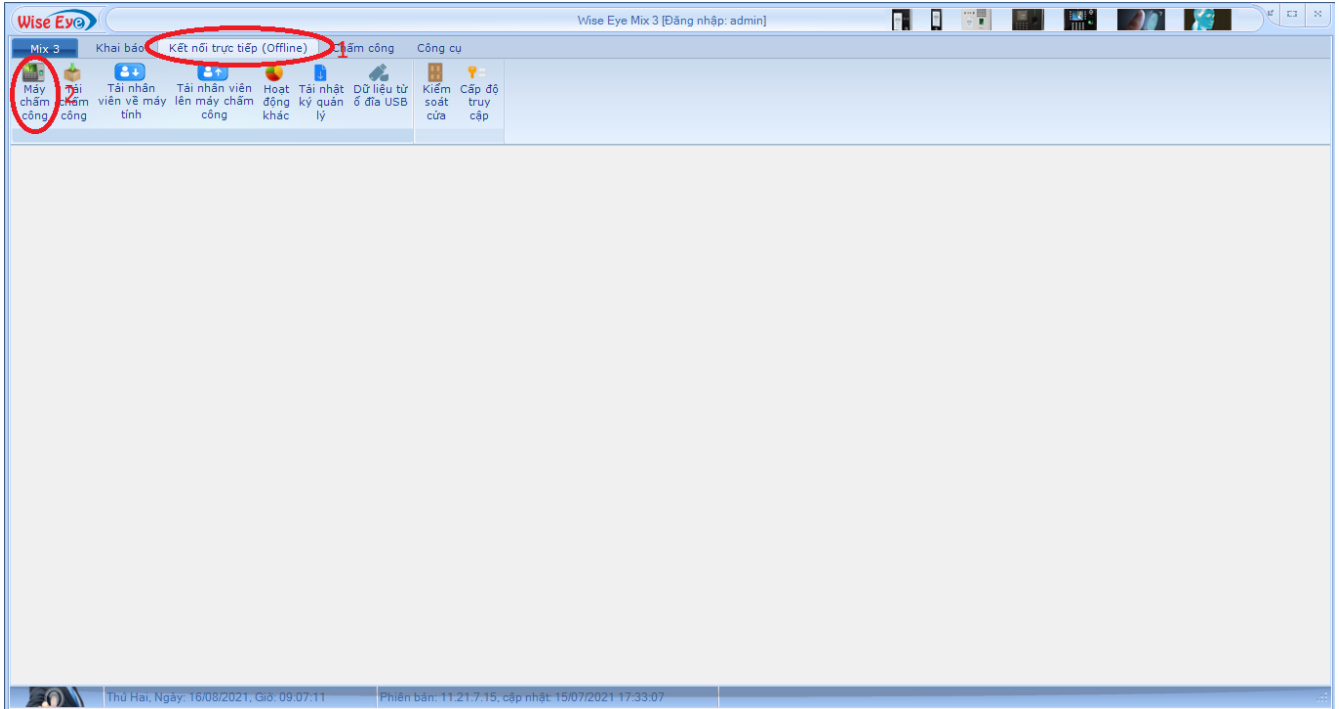 Wise Eye
Wise Eye Mix 3 [Đăng nhập: admin]
Mix 3
Khai báo
Kết nối trực tiếp (Offline)
1
Chấm công
Công cụ
Máy
chấm
công
2
Tải
chấm
công
Tải nhân
viên về máy
tính
Tải nhân viên
lên máy chấm
công
Hoạt
động
khác
Tải nhật
ký quản
lý
Dữ liệu từ
ổ đĩa USB
Kiểm
soát
cửa
Cấp độ
truy
cập
Thứ Hai, Ngày: 16/08/2021, Giờ: 09:07:11
Phiên bản: 11.21.7.15, cập nhật: 15/07/2021 17:33:07